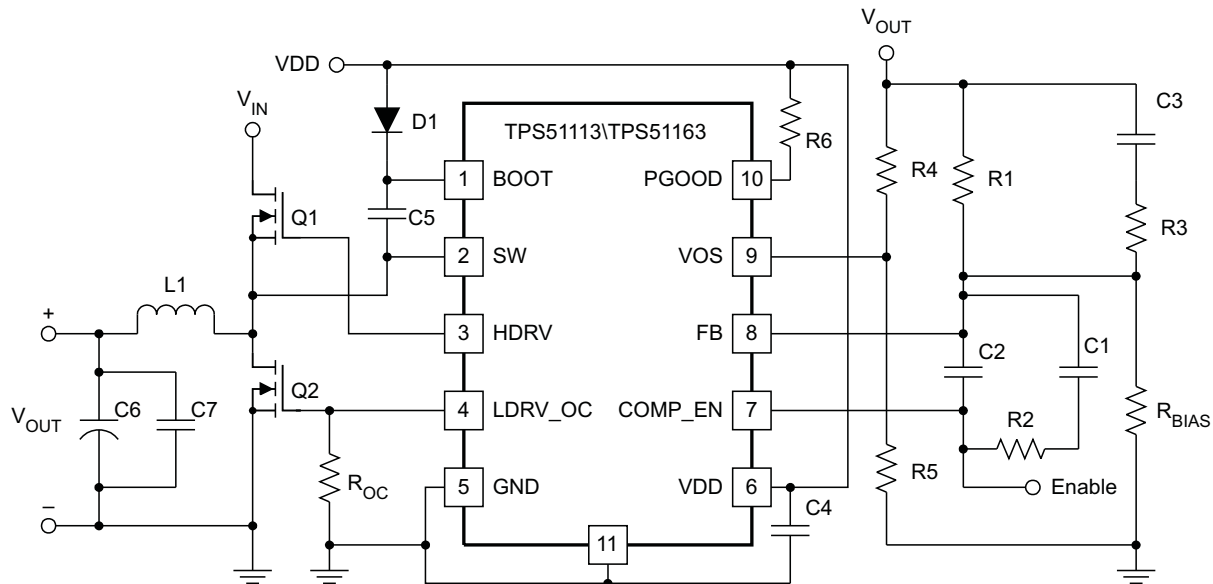 V_OUT
VDD
V_IN
C3
D1
TPS51113\TPS51163
R6
1 BOOT
PGOOD 10
R4
R1
Q1
C5
R3
2 SW
VOS 9
L1
+
3 HDRV
FB 8
C2
C1
Q2
V_OUT
C6
C7
4 LDRV_OC
COMP_EN 7
R2
R_BIAS
R_OC
5 GND
VDD 6
R5
Enable
C4
–
11